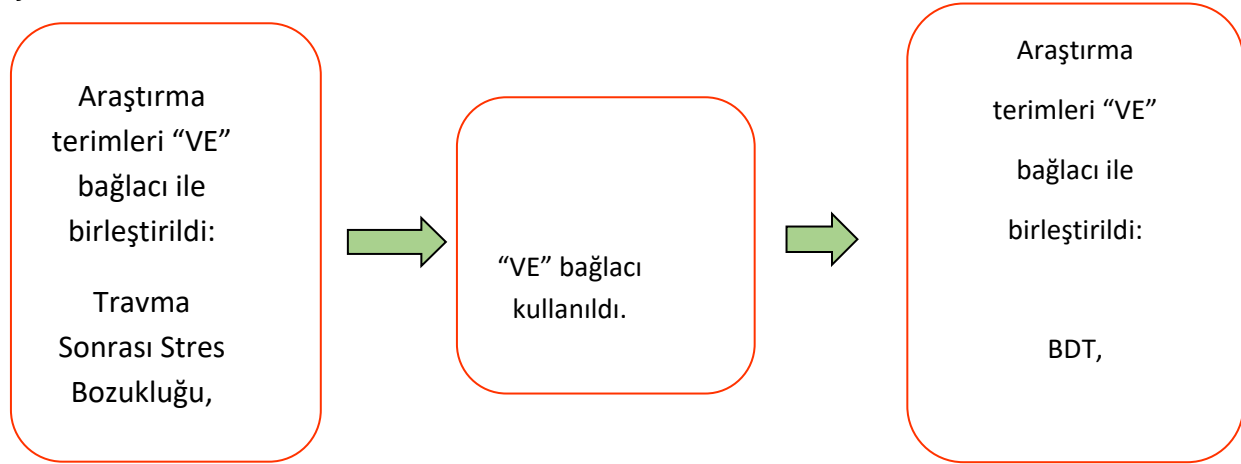 Araştırma
terimleri “VE”
bağlacı ile
birleştirildi:
Travma
Sonrası Stres
Bozukluğu,
“VE” bağlacı
kullanıldı.
Araştırma
terimleri “VE”
bağlacı ile
birleştirildi:
BDT,